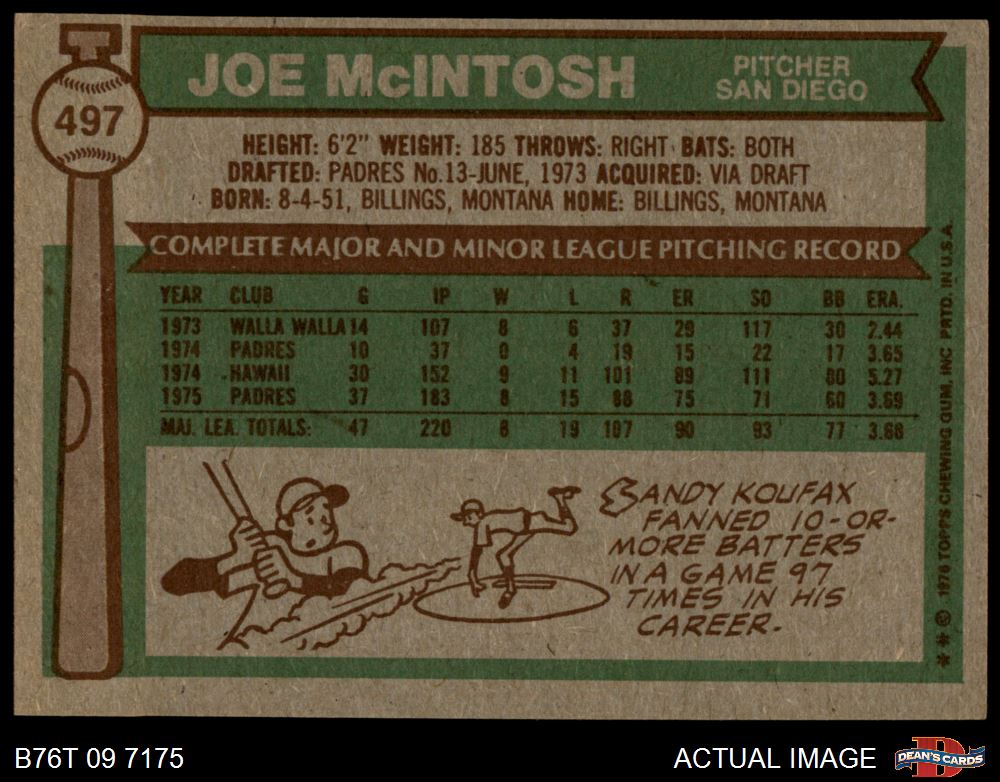 JOE McINTOSH
PITCHER
SAN DIEGO
497
HEIGHT: 6'2" WEIGHT: 185 THROWS: RIGHT BATS: BOTH
DRAFTED: PADRES No.13-JUNE, 1973 ACQUIRED: VIA DRAFT
BORN: 8-4-51, BILLINGS, MONTANA HOME: BILLINGS, MONTANA
COMPLETE MAJOR AND MINOR LEAGUE PITCHING RECORD
YEAR CLUB G IP W L R ER SO BB ERA.
1973 WALLA WALLA 14 107 8 6 37 29 117 30 2.44
1974 PADRES 10 37 0 4 19 15 22 17 3.65
1974 HAWAII 30 152 9 11 101 89 111 80 5.27
1975 PADRES 37 183 8 15 88 75 71 60 3.69
MAJ. LEA. TOTALS: 47 220 8 19 107 90 93 77 3.68
SANDY KOUFAX
FANNED 10-OR-
MORE BATTERS
IN A GAME 97
TIMES IN HIS
CAREER.
** © 1976 TOPPS CHEWING GUM, INC PRTD. IN U.S.A.
B76T 09 7175
ACTUAL IMAGE
DEAN'S CARDS